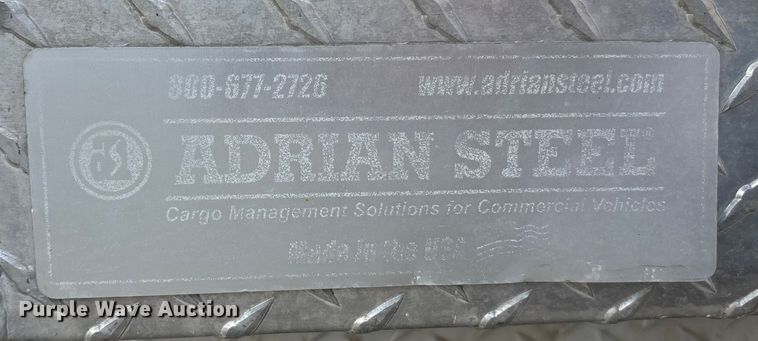 800-677-2726 www.adriansteel.com
AS ADRIAN STEEL®
Cargo Management Solutions for Commercial Vehicles
Made in the USA
Purple Wave Auction